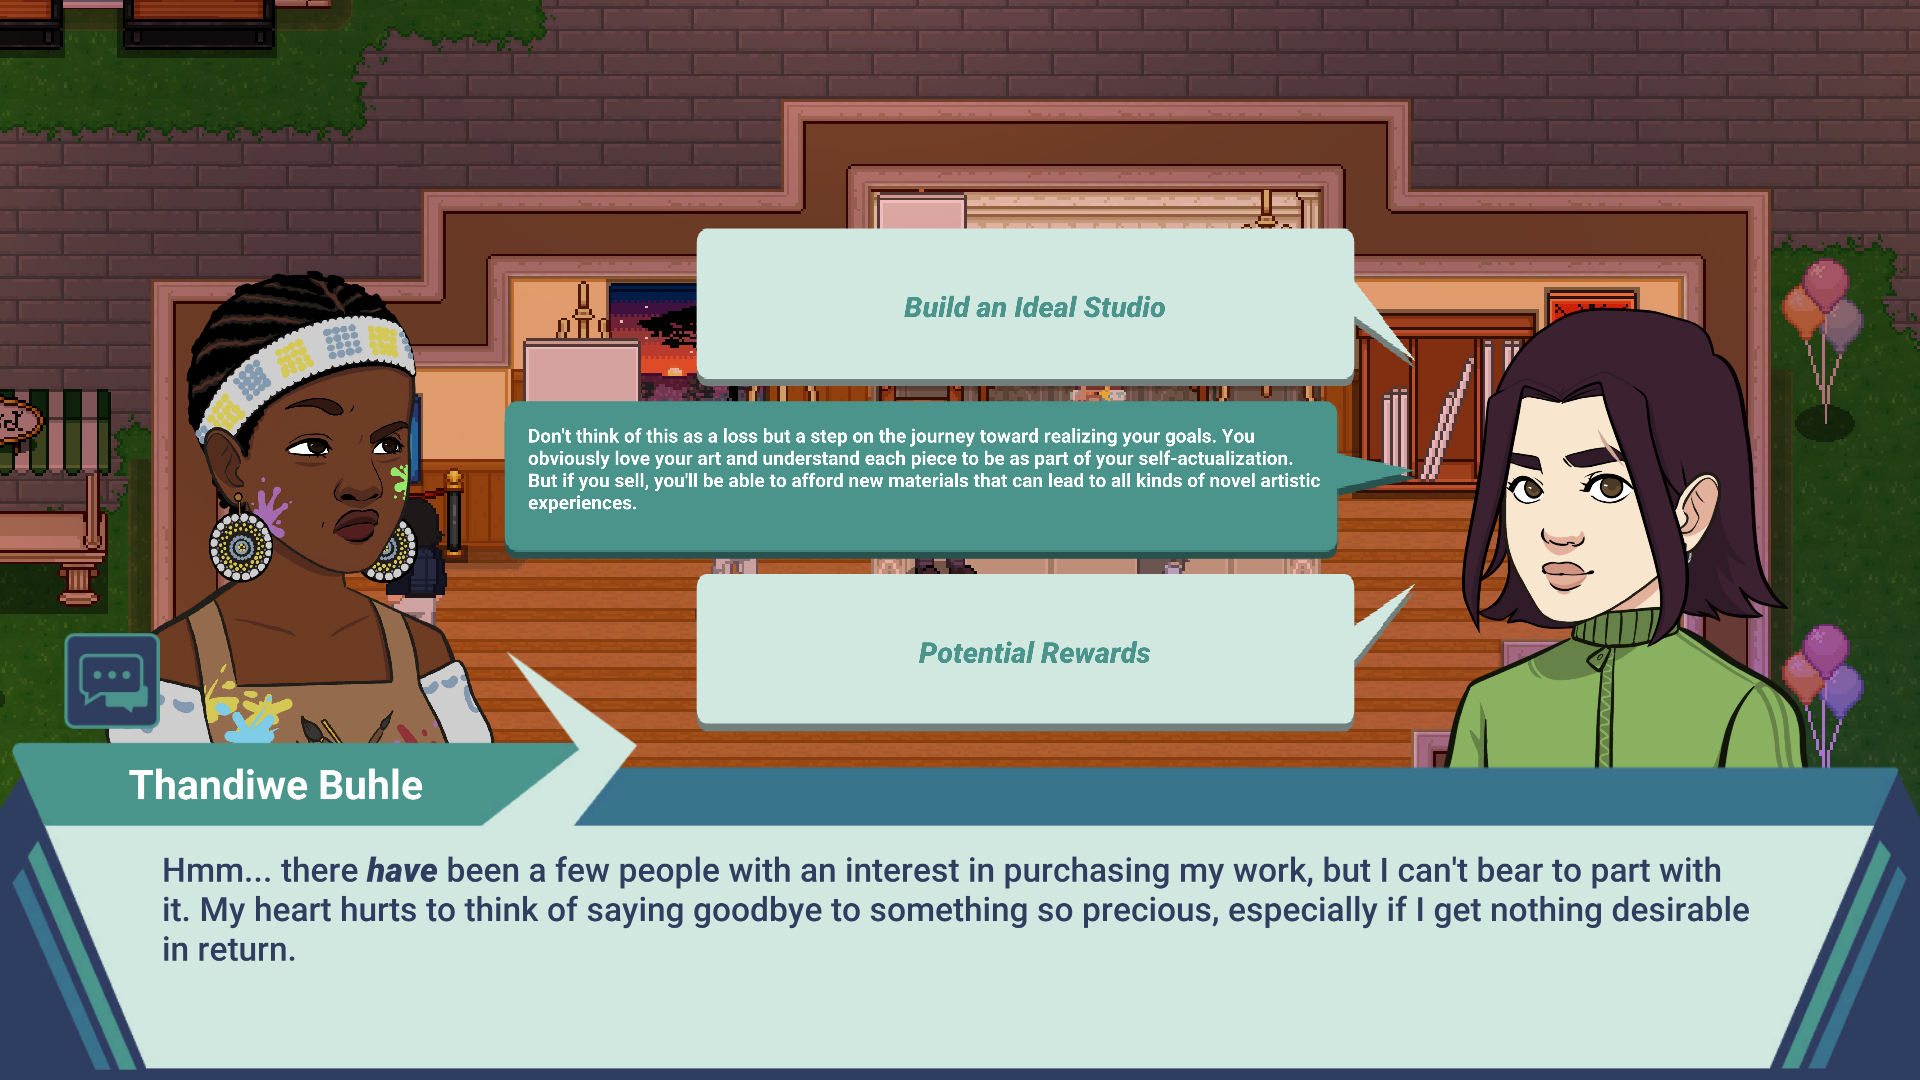 Build an Ideal Studio
Don't think of this as a loss but a step on the journey toward realizing your goals. You
obviously love your art and understand each piece to be as part of your self-actualization.
But if you sell, you'll be able to afford new materials that can lead to all kinds of novel artistic
experiences.
Potential Rewards
Thandiwe Buhle
Hmm... there have been a few people with an interest in purchasing my work, but I can't bear to part with
it. My heart hurts to think of saying goodbye to something so precious, especially if I get nothing desirable
in return.